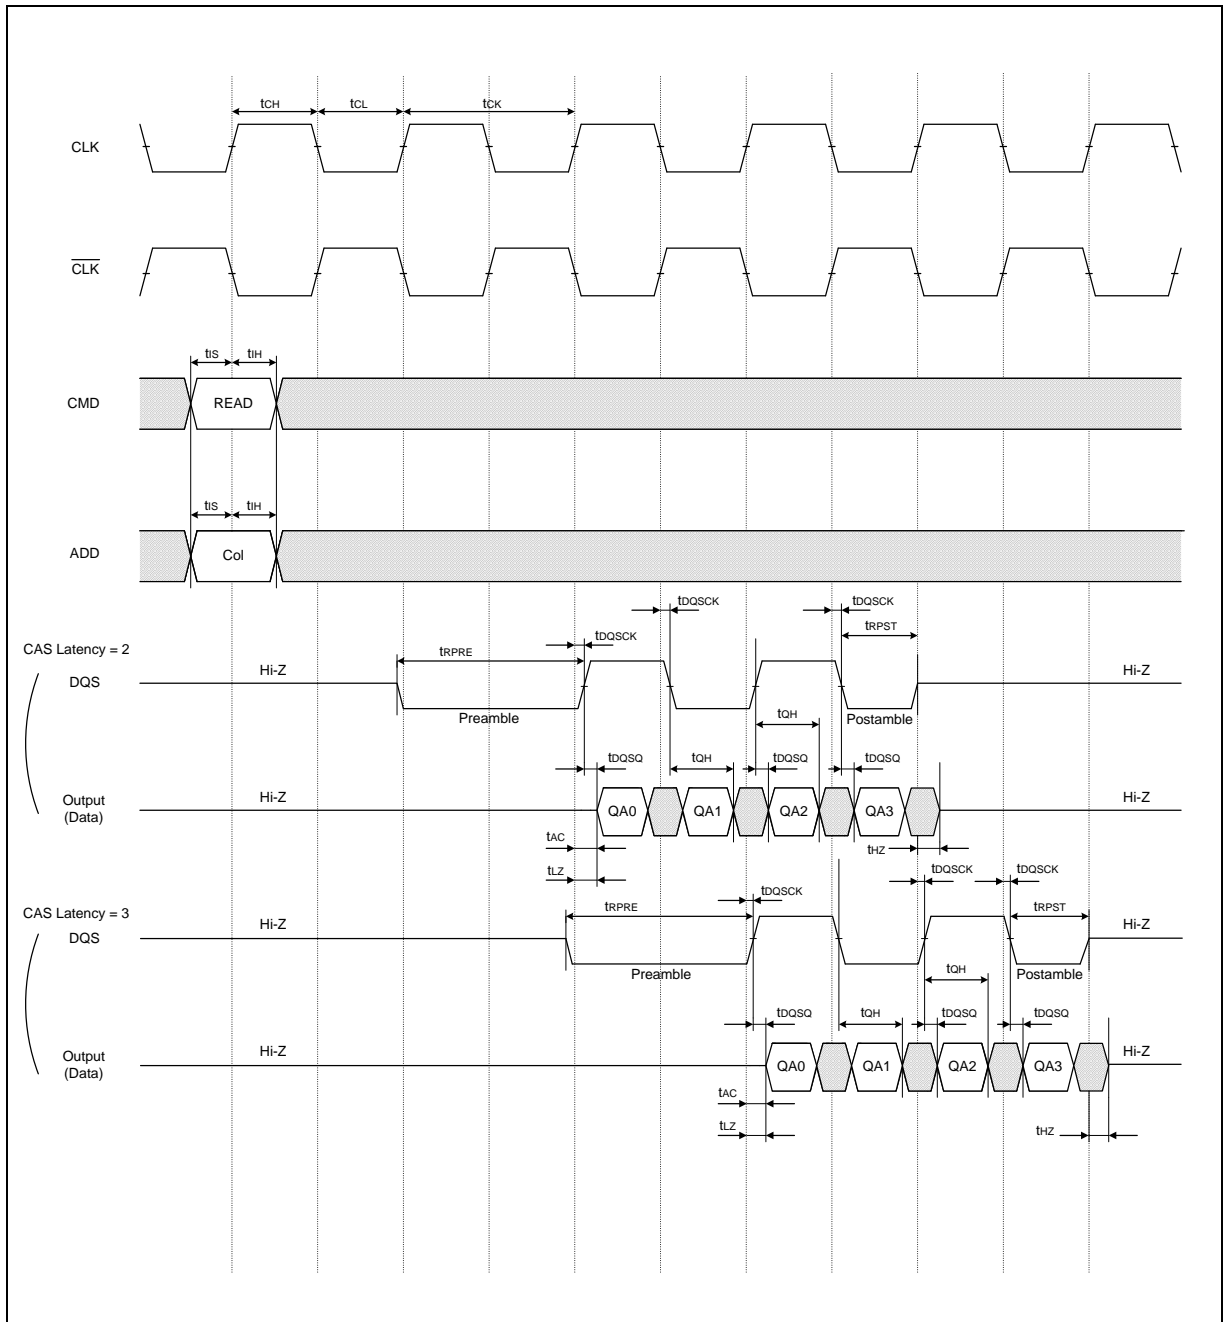 tCH tCL tCK
CLK
CLK
tIS tIH
CMD READ
tIS tIH
ADD Col
tDQSCK tDQSCK
tRPST
tDQSCK
CAS Latency = 2
tRPRE
Hi-Z Hi-Z
DQS
Preamble Postamble
tQH
tDQSQ tQH tDQSQ tDQSQ
Hi-Z Hi-Z
Output
(Data)
QA0 QA1 QA2 QA3
tAC tHZ
tLZ
tDQSCK tDQSCK
tDQSCK
CAS Latency = 3
tRPRE tRPST
Hi-Z Hi-Z
DQS
Preamble Postamble
tQH
tDQSQ tQH tDQSQ tDQSQ
Hi-Z Hi-Z
Output
(Data)
QA0 QA1 QA2 QA3
tAC
tLZ tHZ